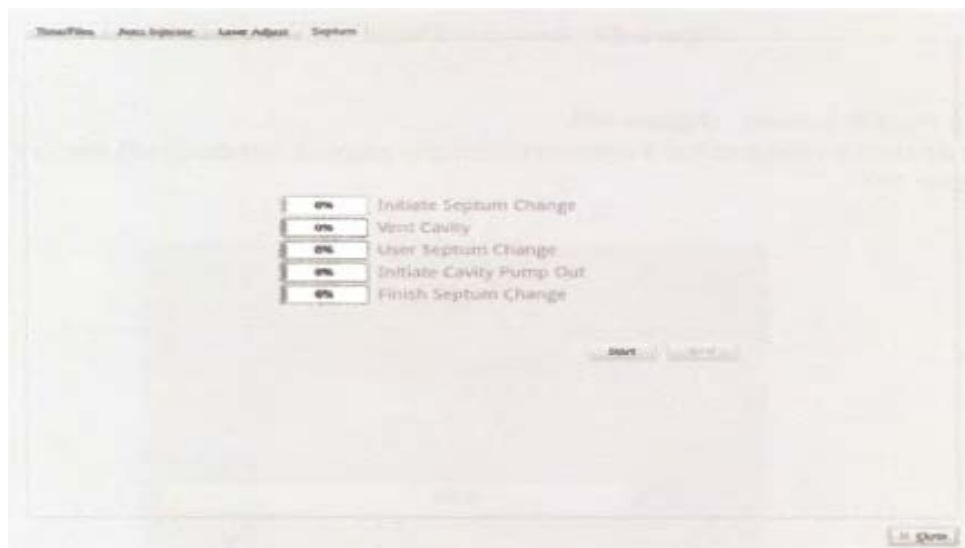 Time/Files Auto Injector Laser Adjust Septum
0% Initiate Septum Change
0% Vent Cavity
0% User Septum Change
0% Initiate Cavity Pump Out
0% Finish Septum Change
Start
Close